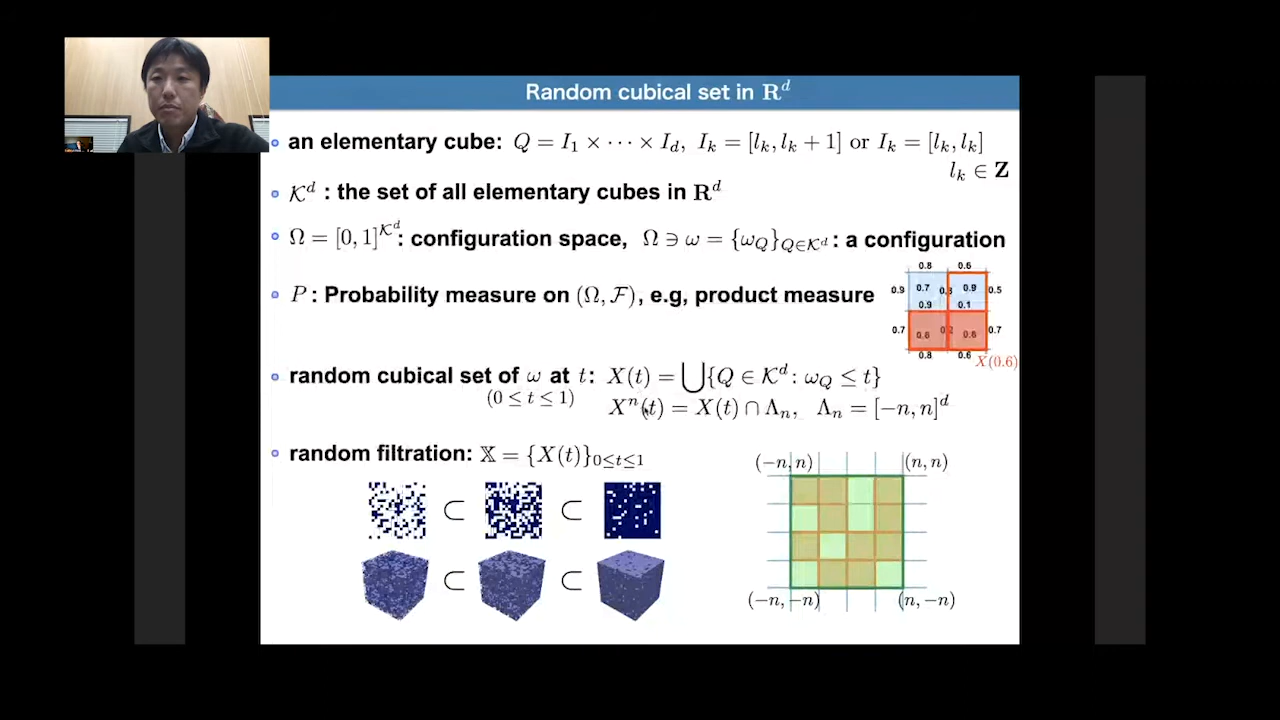 Random cubical set in R^d
an elementary cube: Q = I_1 × ⋯ × I_d, I_k = [l_k, l_k + 1] or I_k = [l_k, l_k]
l_k ∈ Z
𝒦^d : the set of all elementary cubes in R^d
Ω = [0, 1]^{𝒦^d}: configuration space, Ω ∋ ω = {ω_Q}_{Q∈𝒦^d} : a configuration
0.8 0.6
P : Probability measure on (Ω, ℱ), e.g, product measure
0.9 0.7 0.9 0.5
0.9 0.1
0.7 0.6 0.7
0.8 0.6
X(0.6)
random cubical set of ω at t: X(t) = ⋃{Q ∈ 𝒦^d : ω_Q ≤ t}
(0 ≤ t ≤ 1)
X^n(t) = X(t) ∩ Λ_n, Λ_n = [−n, n]^d
random filtration: 𝕏 = {X(t)}_{0≤t≤1}
(−n, n) (n, n)
⊂ ⊂
⊂ ⊂
(−n, −n) (n, −n)